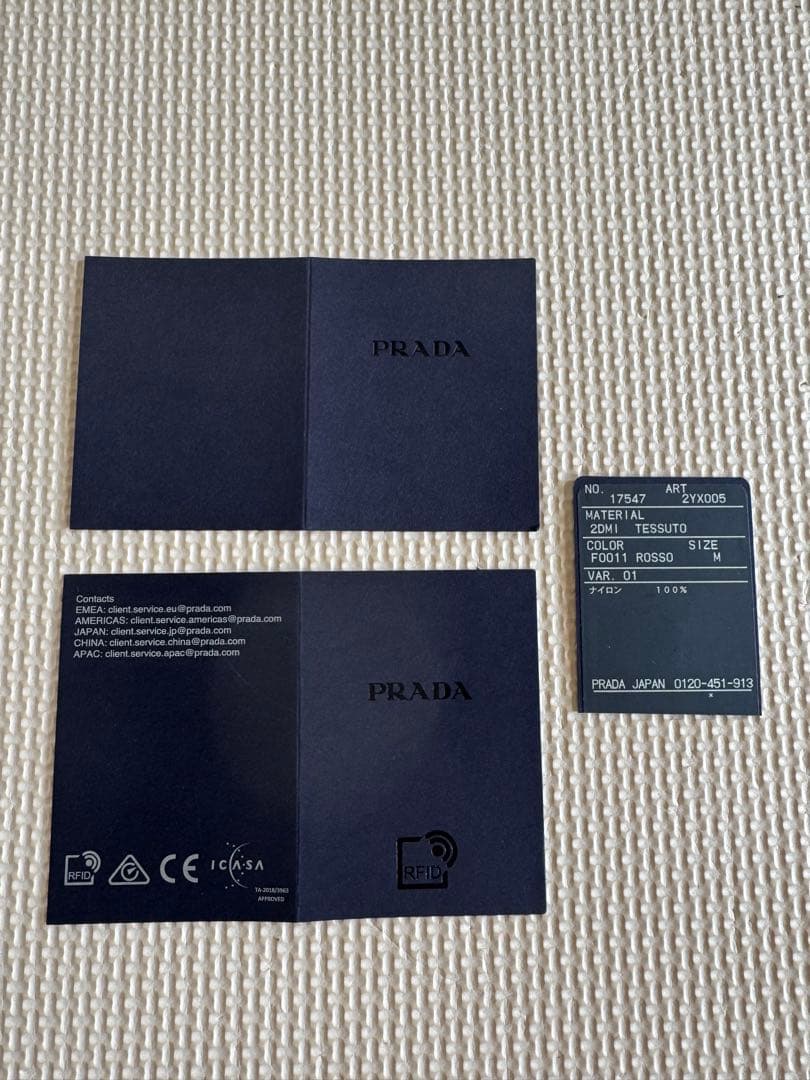 PRADA
Contacts
EMEA: client.service.eu@prada.com
AMERICAS: client.service.americas@prada.com
JAPAN: client.service.jp@prada.com
CHINA: client.service.china@prada.com
APAC: client.service.apac@prada.com
PRADA
RFID
CE
ICASA
TA-2018/3963
APPROVED
RFID
NO. ART
17547 2YX005
MATERIAL
2DMI TESSUTO
COLOR SIZE
F0011 ROSSO M
VAR. 01
ナイロン 100%
PRADA JAPAN 0120-451-913
*